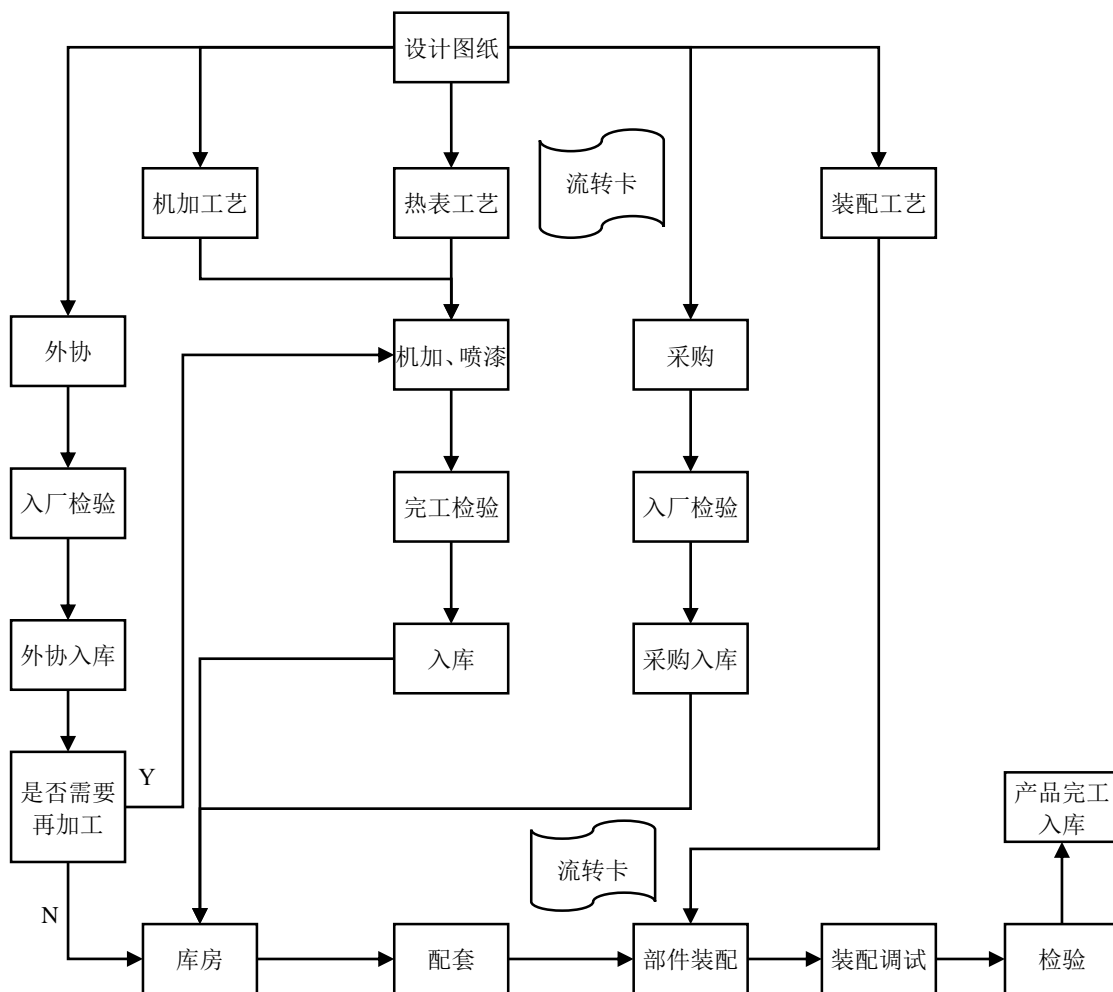 设计图纸
流转卡
机加工艺
热表工艺
装配工艺
外协
机加、喷漆
采购
入厂检验
完工检验
入厂检验
外协入库
入库
采购入库
是否需要
再加工
Y
产品完工
入库
流转卡
N
库房
配套
部件装配
装配调试
检验